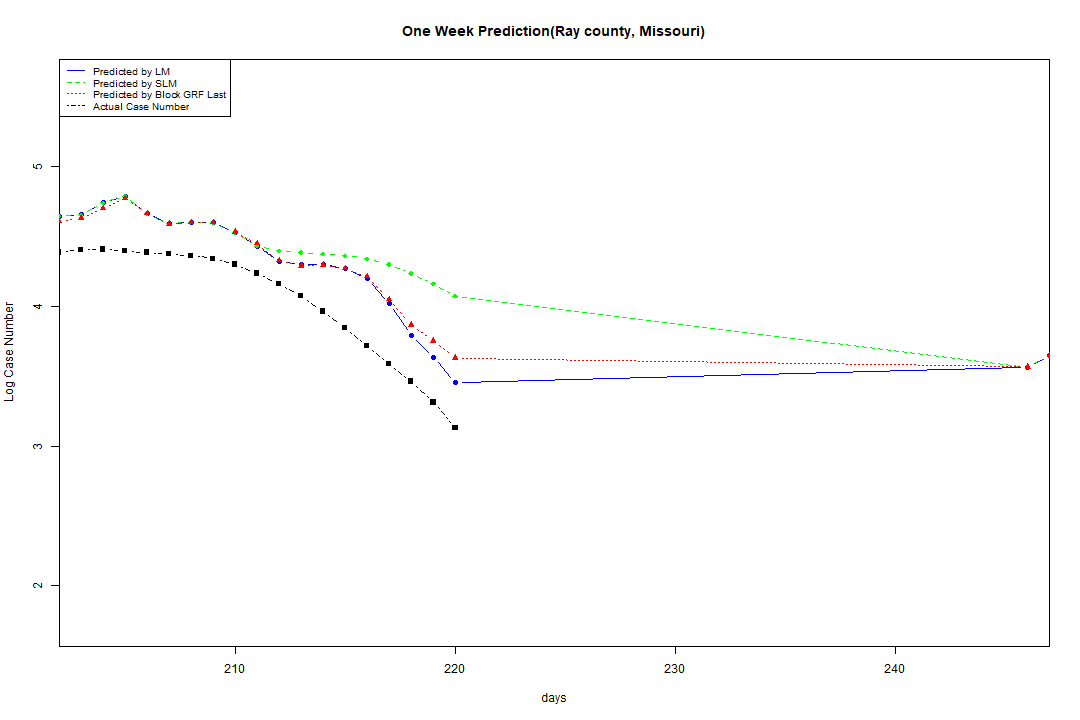 One Week Prediction(Ray county, Missouri)
Predicted by LM
Predicted by SLM
Predicted by Block GRF Last
Actual Case Number
5
4
3
2
Log Case Number
210 220 230 240
days